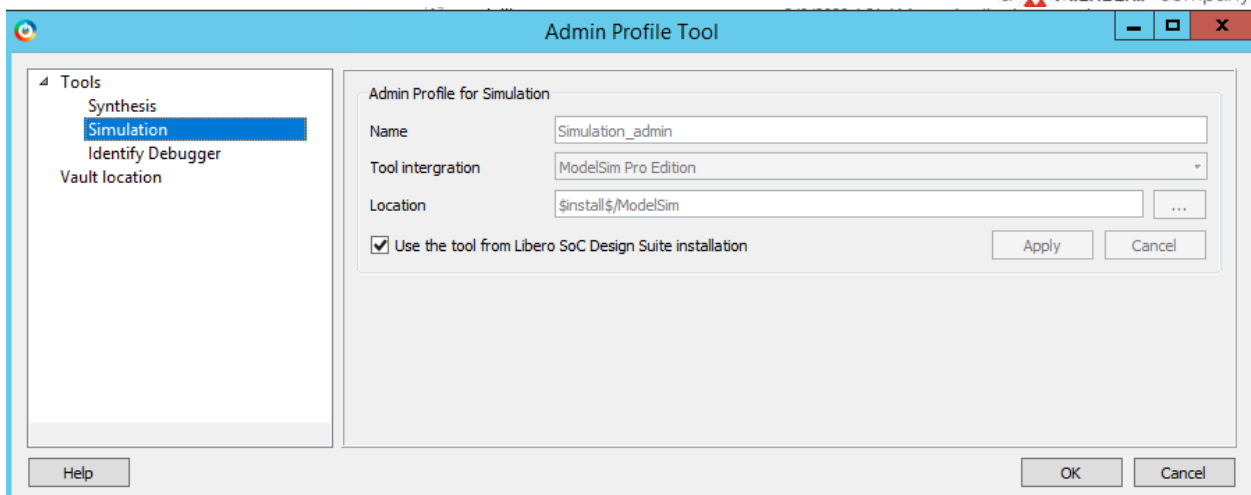 Admin Profile Tool
Tools
Synthesis
Simulation
Identify Debugger
Vault location
Admin Profile for Simulation
Name
Simulation_admin
Tool intergration
ModelSim Pro Edition
Location
$install$/ModelSim
...
Use the tool from Libero SoC Design Suite installation
Apply
Cancel
Help
OK
Cancel